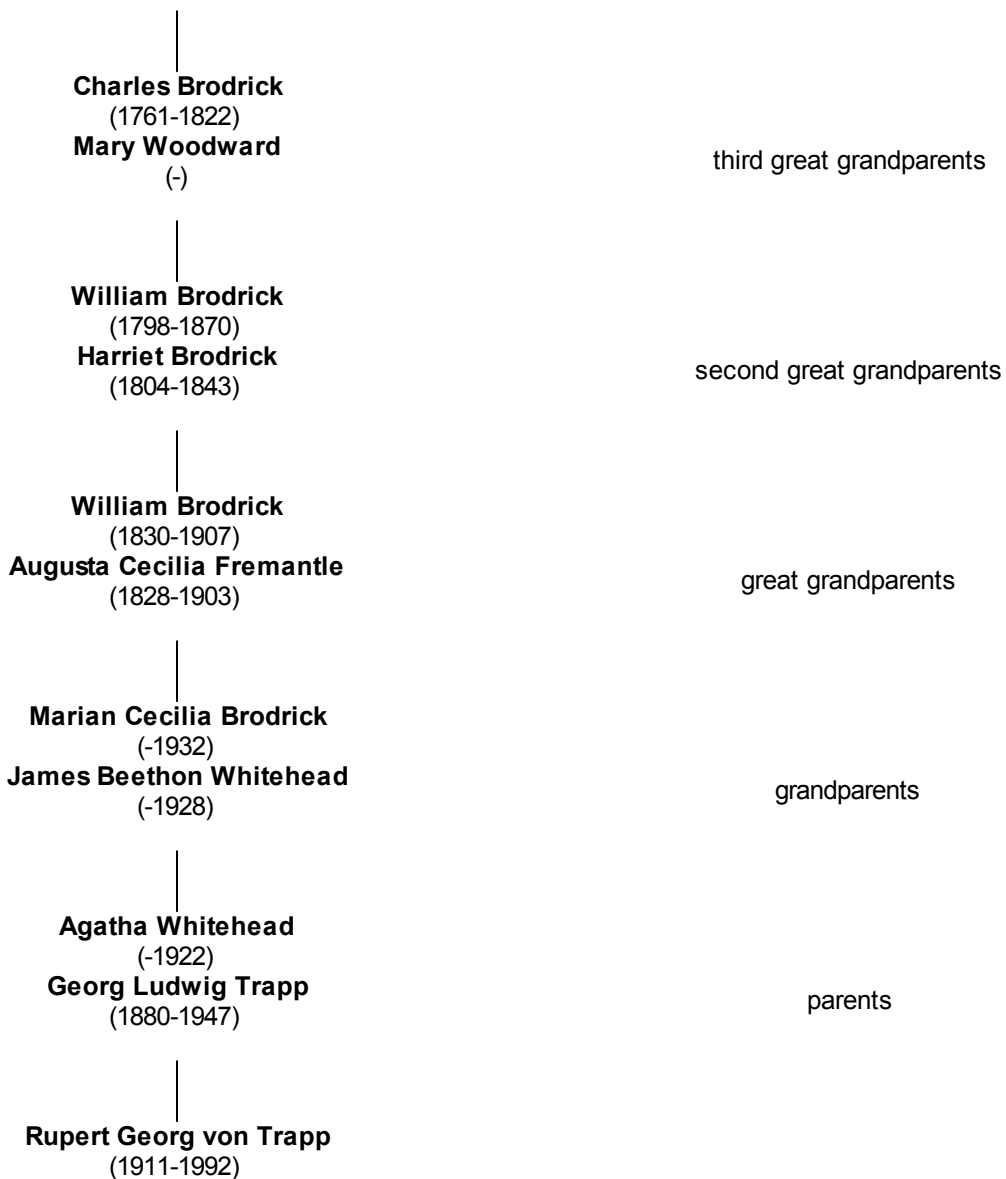 Charles Brodrick
(1761-1822)
Mary Woodward
(-)
third great grandparents
William Brodrick
(1798-1870)
Harriet Brodrick
(1804-1843)
second great grandparents
William Brodrick
(1830-1907)
Augusta Cecilia Fremantle
(1828-1903)
great grandparents
Marian Cecilia Brodrick
(-1932)
James Beethon Whitehead
(-1928)
grandparents
Agatha Whitehead
(-1922)
Georg Ludwig Trapp
(1880-1947)
parents
Rupert Georg von Trapp
(1911-1992)